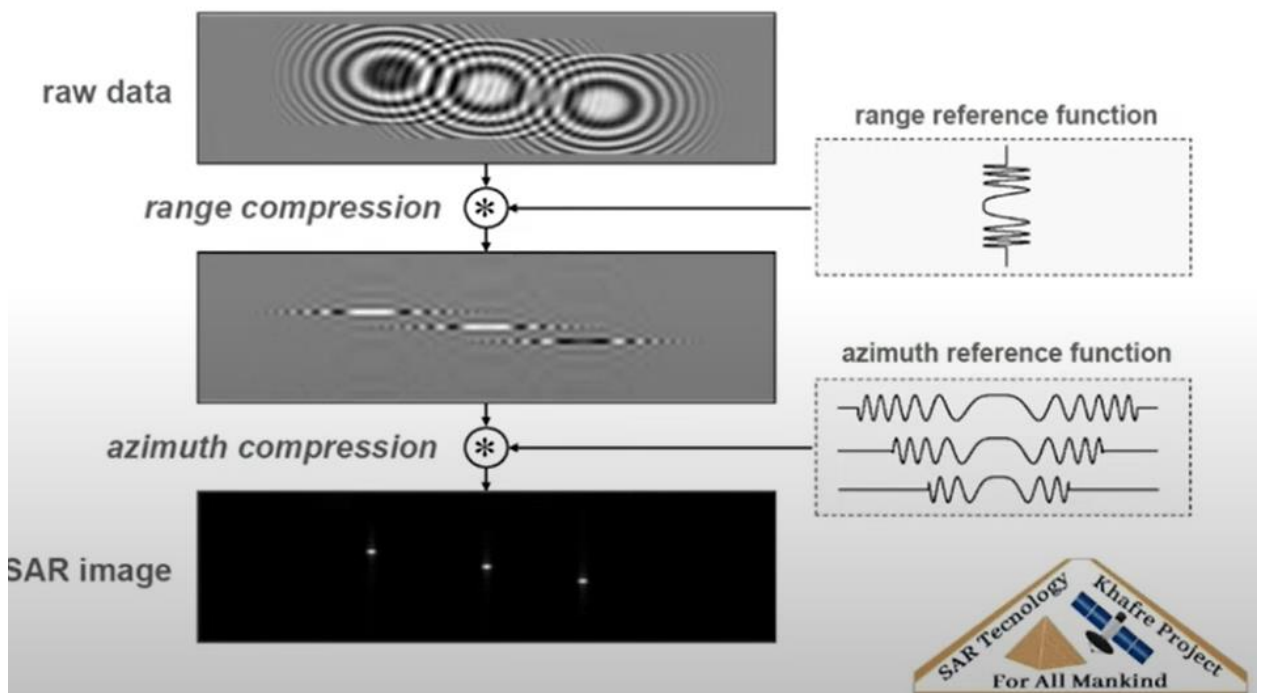 raw data
range reference function
range compression
*
azimuth reference function
azimuth compression
*
SAR image
SAR Tecnology
Khafre Project
For All Mankind